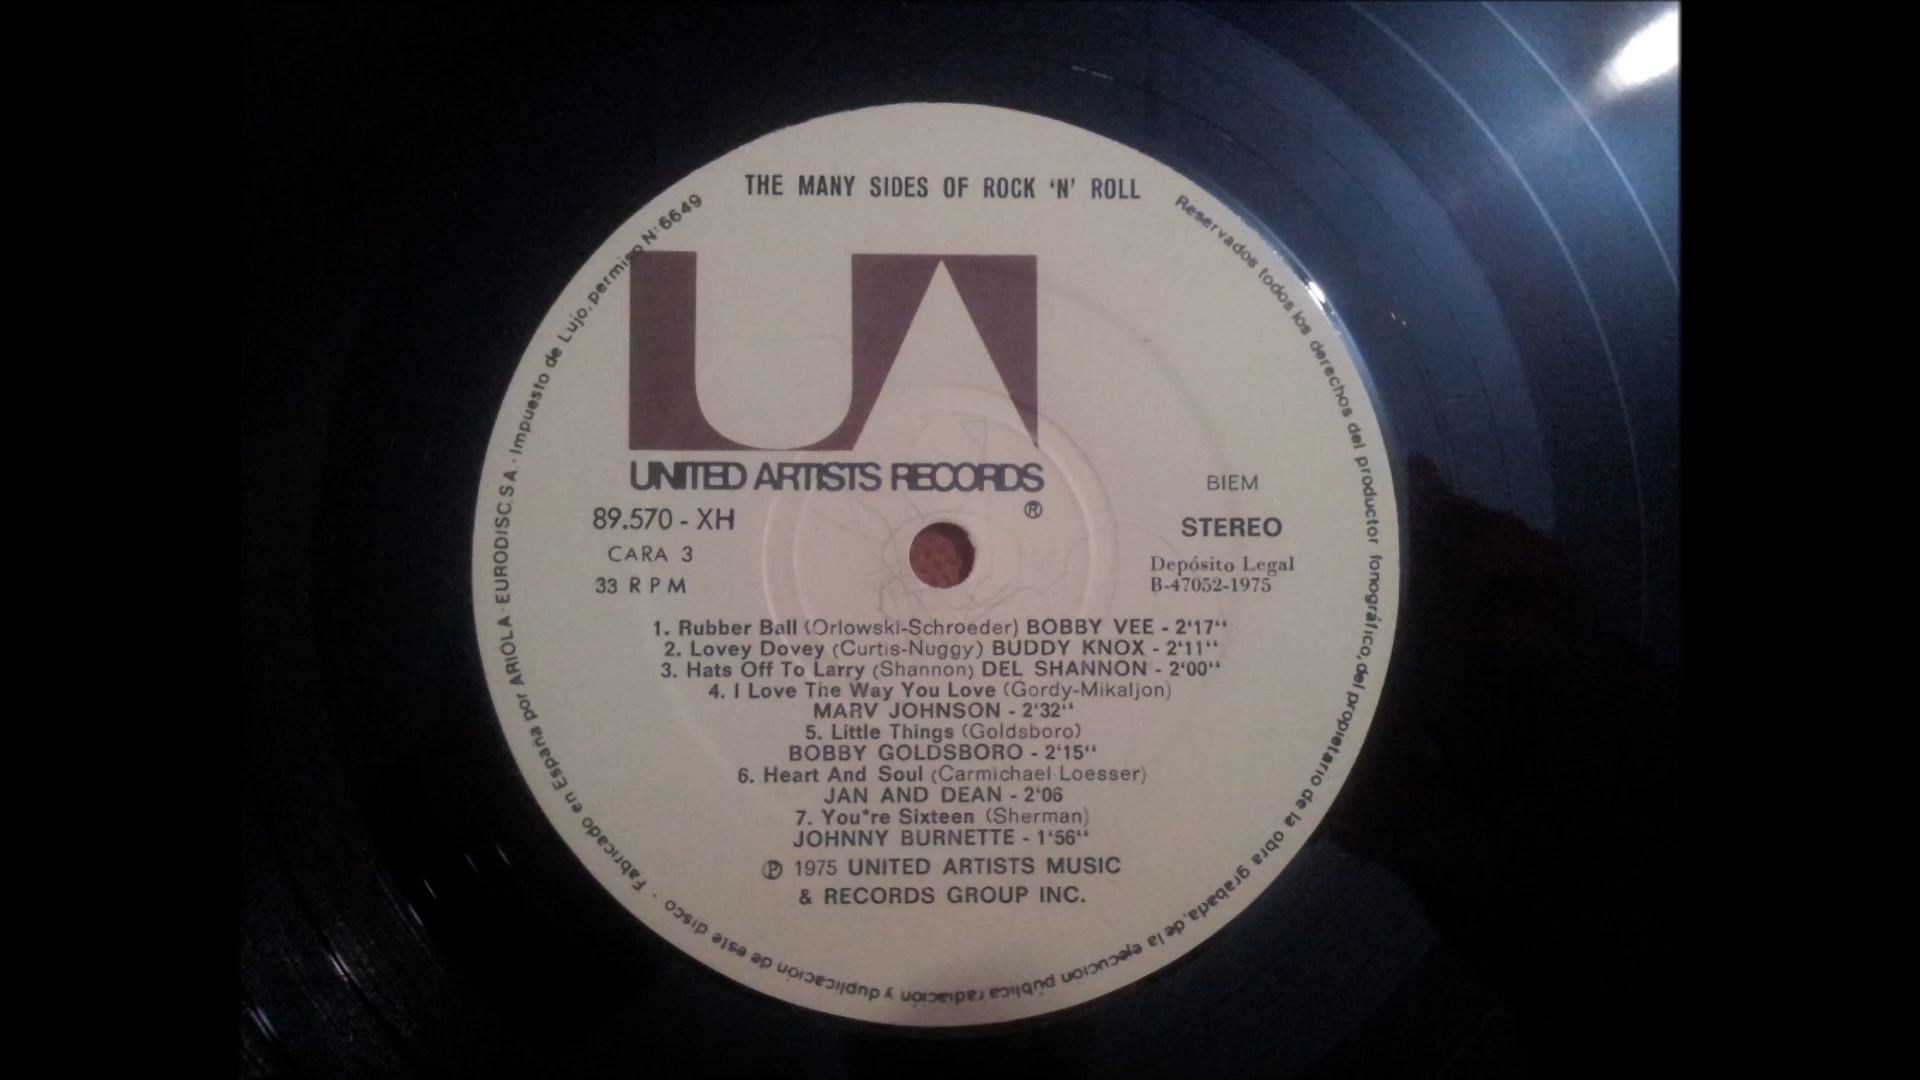 THE MANY SIDES OF ROCK 'N' ROLL
UA
UNITED ARTISTS RECORDS
®
89.570 - XH
CARA 3
33 R P M
BIEM
STEREO
Depósito Legal
B-47052-1975
1. Rubber Ball (Orlowski-Schroeder) BOBBY VEE - 2'17''
2. Lovey Dovey (Curtis-Nuggy) BUDDY KNOX - 2'11''
3. Hats Off To Larry (Shannon) DEL SHANNON - 2'00''
4. I Love The Way You Love (Gordy-Mikaljon)
MARV JOHNSON - 2'32''
5. Little Things (Goldsboro)
BOBBY GOLDSBORO - 2'15''
6. Heart And Soul (Carmichael-Loesser)
JAN AND DEAN - 2'06
7. You"re Sixteen (Sherman)
JOHNNY BURNETTE - 1'56''
℗ 1975 UNITED ARTISTS MUSIC
& RECORDS GROUP INC.
Fabricado en España por ARIOLA - EURODISC,S.A. · Impuesto de Lujo, permiso N.º 6649
Reservados todos los derechos del productor fonográfico, del propietario de la obra grabada, de la ejecución pública radiación y duplicación de este disco -